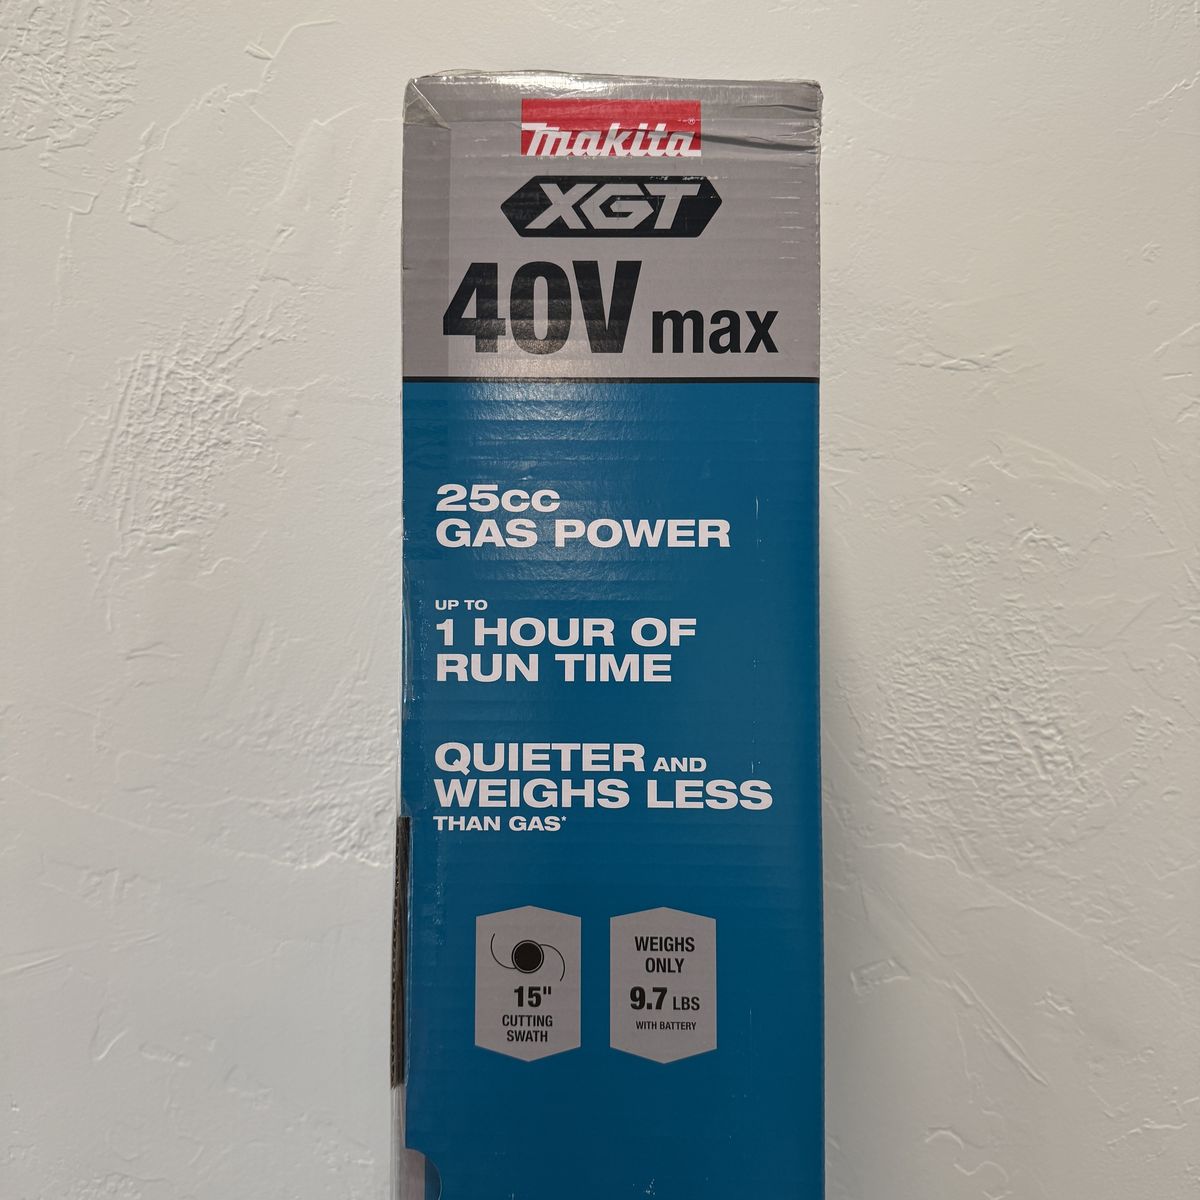 makita®
XGT
40V max
25cc
GAS POWER
UP TO
1 HOUR OF
RUN TIME
QUIETER AND
WEIGHS LESS
THAN GAS*
15"
CUTTING
SWATH
WEIGHS
ONLY
9.7 LBS
WITH BATTERY